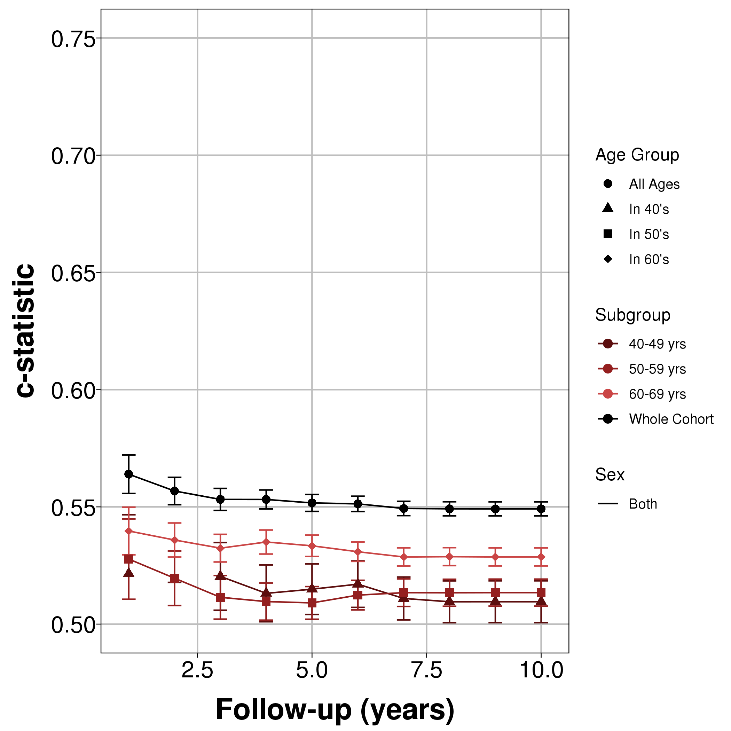 c-statistic
0.75
0.70
0.65
0.60
0.55
0.50
2.5 5.0 7.5 10.0
Follow-up (years)
Age Group
All Ages
In 40's
In 50's
In 60's
Subgroup
40-49 yrs
50-59 yrs
60-69 yrs
Whole Cohort
Sex
Both